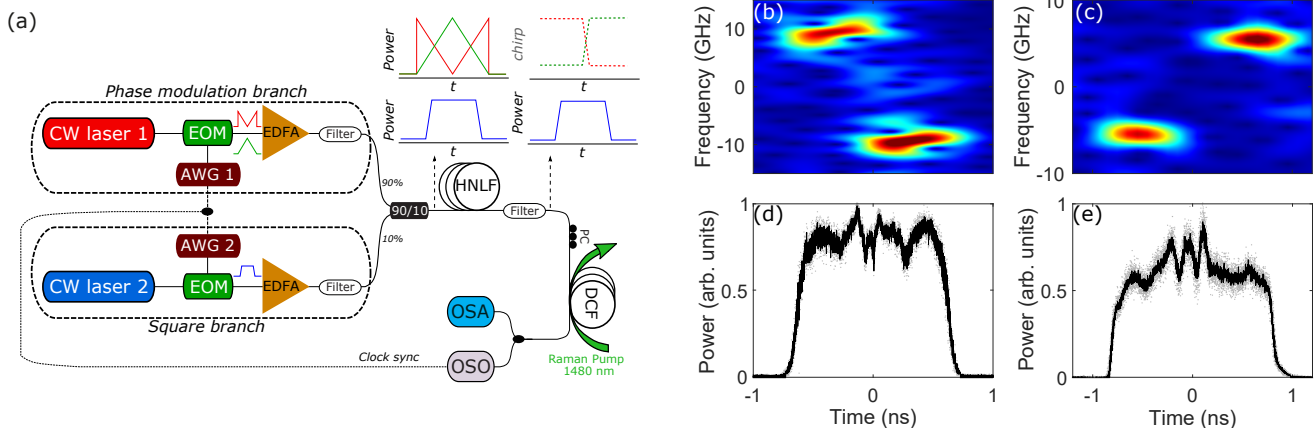 (a)
Power
t
chirp
t
Power
t
Power
t
Phase modulation branch
CW laser 1
EOM
EDFA
Filter
AWG 1
90%
90/10
HNLF
Filter
10%
PC
AWG 2
CW laser 2
EOM
EDFA
Filter
Square branch
DCF
OSA
OSO
Clock sync
Raman Pump
1480 nm
(b)
Frequency (GHz)
10
0
-10
(c)
Frequency (GHz)
10
5
0
-5
-10
(d)
Power (arb. units)
1
0.5
0
-1
0
1
Time (ns)
(e)
Power (arb. units)
1
0.5
0
-1
0
1
Time (ns)